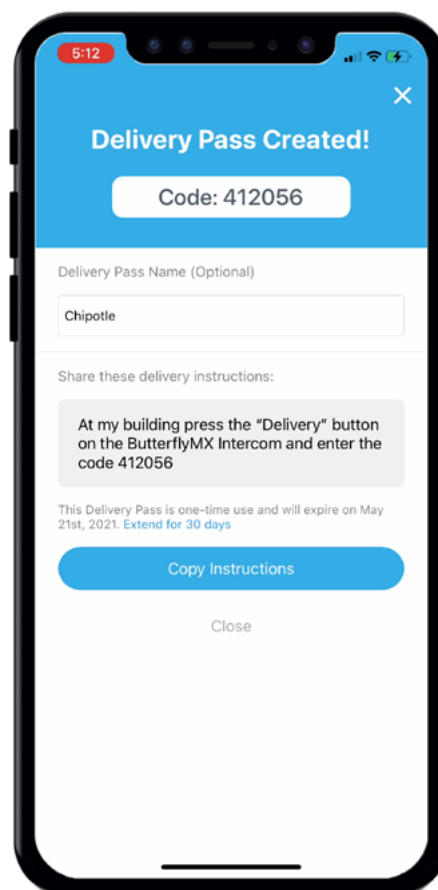 5:12
Delivery Pass Created!
Code: 412056
Delivery Pass Name (Optional)
Chipotle
Share these delivery instructions:
At my building press the “Delivery” button
on the ButterflyMX Intercom and enter the
code 412056
This Delivery Pass is one-time use and will expire on May
21st, 2021. Extend for 30 days
Copy Instructions
Close